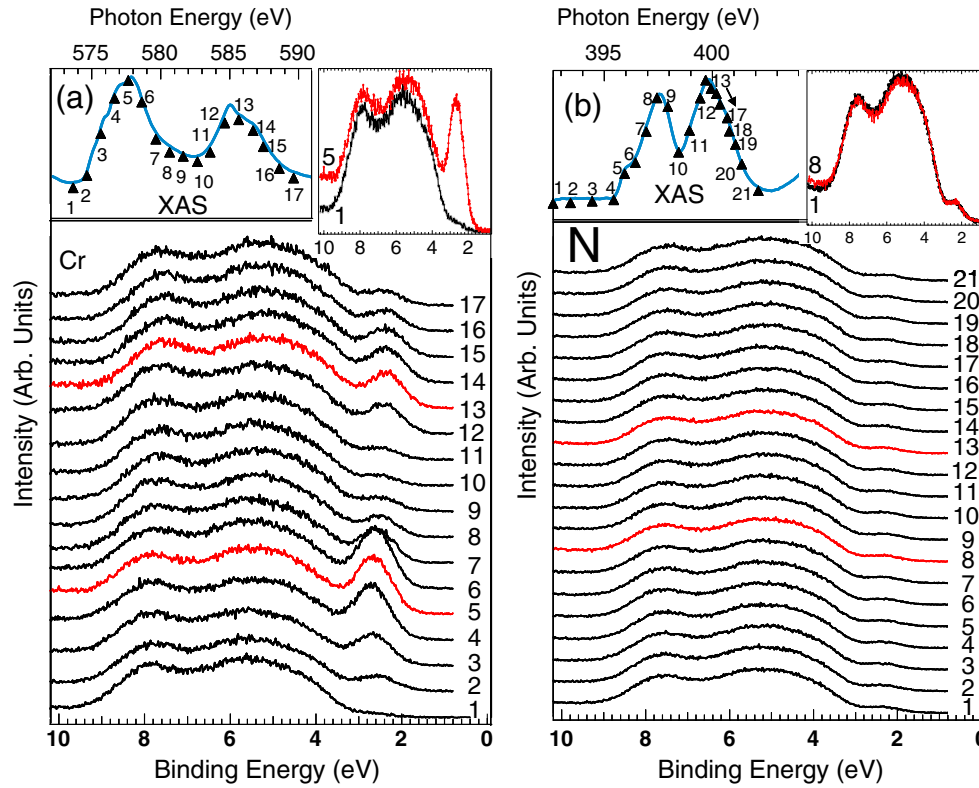 Photon Energy (eV)
575 580 585 590
(a)
1 2 3 4 5 6 7 8 9 10 11 12 13 14 15 16 17
XAS
5
1
10 8 6 4 2
Cr
17
16
15
14
13
12
11
10
9
8
7
6
5
4
3
2
1
Intensity (Arb. Units)
10 8 6 4 2 0
Binding Energy (eV)
Photon Energy (eV)
395 400
(b)
1 2 3 4 5 6 7 8 9 10 11 12 13 17 18 19 20 21
XAS
8
1
10 8 6 4 2
N
21
20
19
18
17
16
15
14
13
12
11
10
9
8
7
6
5
4
3
2
1
Intensity (Arb. Units)
10 8 6 4 2 0
Binding Energy (eV)